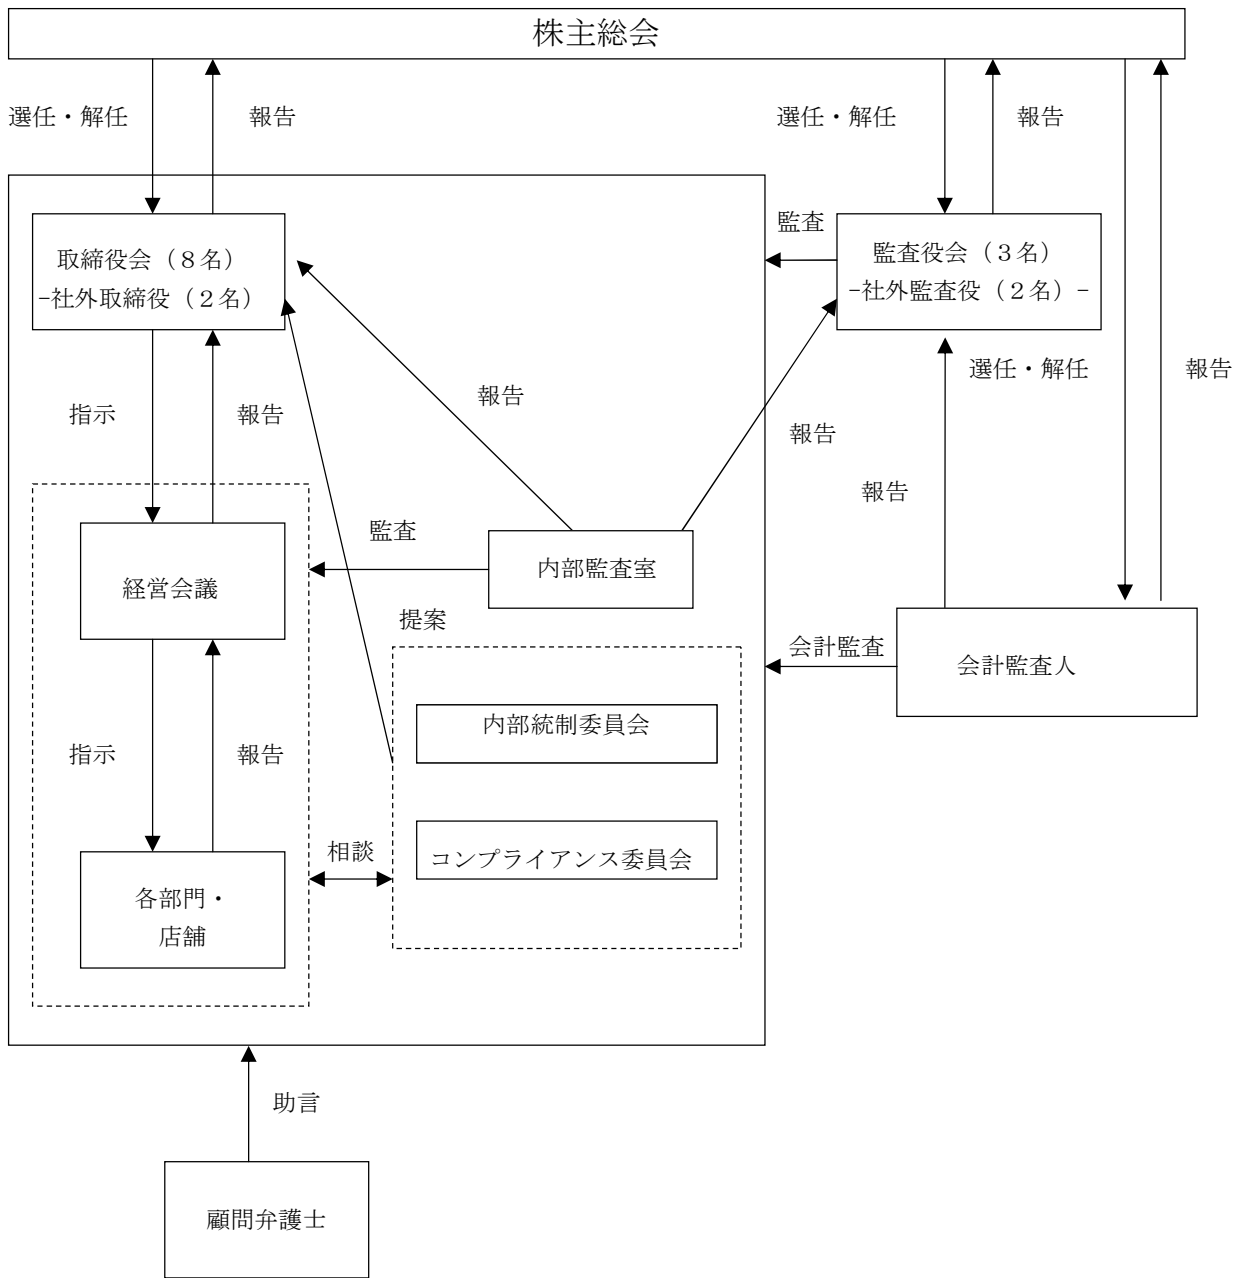 株主総会
選任・解任
報告
選任・解任
報告
取締役会（８名）
-社外取締役（２名）
監査
監査役会（３名）
-社外監査役（２名）-
選任・解任
報告
指示
報告
報告
報告
報告
監査
経営会議
内部監査室
提案
会計監査
会計監査人
内部統制委員会
指示
報告
相談
コンプライアンス委員会
各部門・
店舗
助言
顧問弁護士